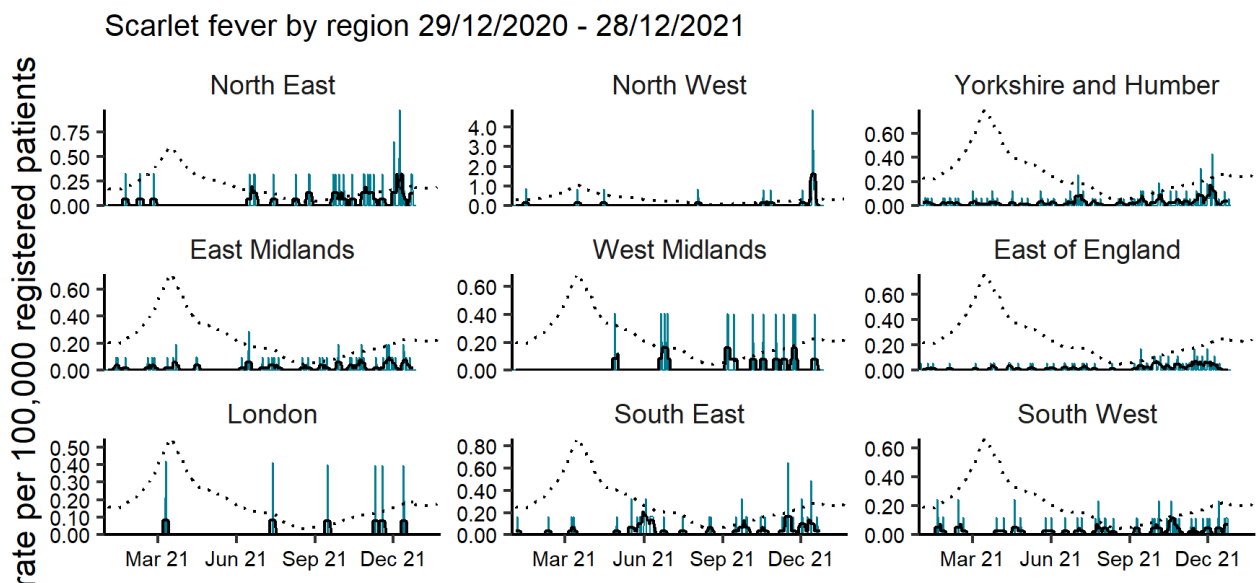 Scarlet fever by region 29/12/2020 - 28/12/2021
rate per 100,000 registered patients
North East
North West
Yorkshire and Humber
0.75
0.50
0.25
0.00
4.0
3.0
2.0
1.0
0.0
0.60
0.40
0.20
0.00
East Midlands
West Midlands
East of England
0.60
0.40
0.20
0.00
0.60
0.40
0.20
0.00
0.60
0.40
0.20
0.00
London
South East
South West
0.50
0.40
0.30
0.20
0.10
0.00
0.80
0.60
0.40
0.20
0.00
0.60
0.40
0.20
0.00
Mar 21 Jun 21 Sep 21 Dec 21
Mar 21 Jun 21 Sep 21 Dec 21
Mar 21 Jun 21 Sep 21 Dec 21